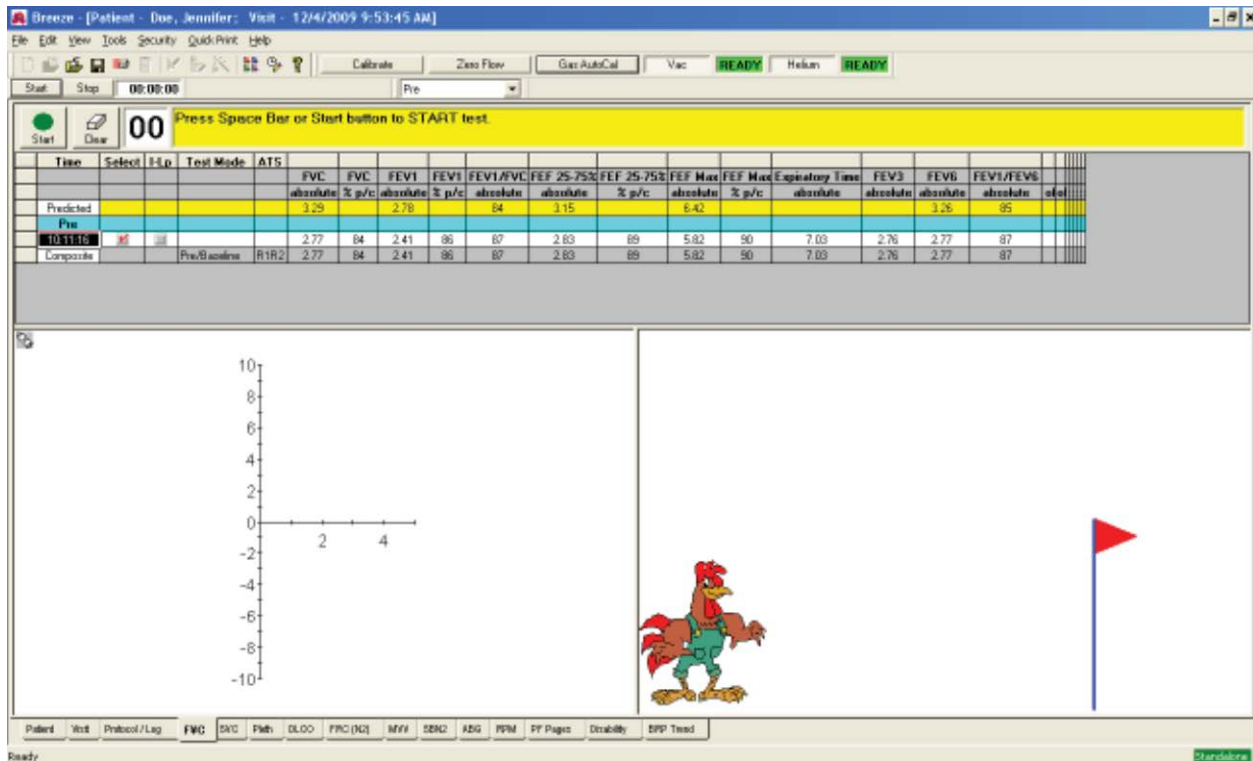 Breeze - [Patient - Doe, Jennifer; Visit - 12/4/2009 9:53:45 AM]
File Edit View Tools Security QuickPrint Help
Calibrate Zero Flow Gas AutoCal Vac READY Helium READY
Start Stop 00:00:00 Pre
Start Clear 00 Press Space Bar or Start button to START test.
Time Select I-Lp Test Mode ATS
FVC FVC FEV1 FEV1 FEV1/FVC FEF 25-75% FEF 25-75% FEF Max FEF Max Expiratory Time FEV3 FEV6 FEV1/FEV6
absolute % p/c absolute % p/c absolute absolute % p/c absolute % p/c absolute absolute absolute absolute
Predicted 3.29 2.78 84 3.15 6.42 3.26 85
Pre
10:11:16 2.77 84 2.41 86 87 2.83 89 5.82 90 7.03 2.76 2.77 87
Composite Pre/Baseline R1R2 2.77 84 2.41 86 87 2.83 89 5.82 90 7.03 2.76 2.77 87
10
8
6
4
2
0
2 4
-2
-4
-6
-8
-10
Patient Visit Protocol / Log FVC SVC Pleth DLCO FRC (N2) MVV SBN2 ABG RPM PF Pages Disability BRP Trend
Ready Standalone